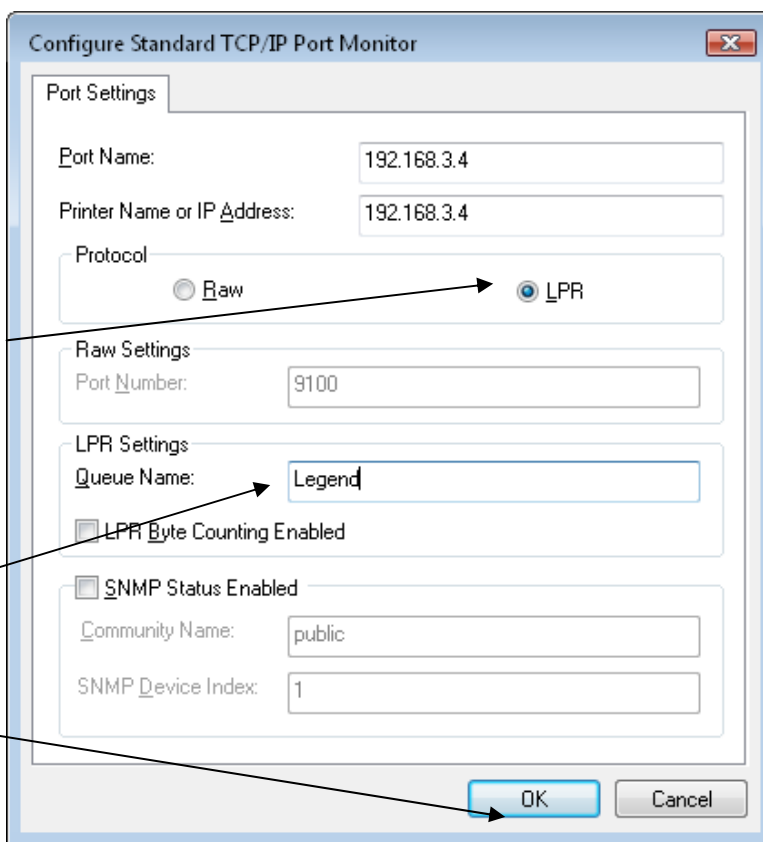 Configure Standard TCP/IP Port Monitor
Port Settings
Port Name: 192.168.3.4
Printer Name or IP Address: 192.168.3.4
Protocol
Raw LPR
Raw Settings
Port Number: 9100
LPR Settings
Queue Name: Legend
LPR Byte Counting Enabled
SNMP Status Enabled
Community Name: public
SNMP Device Index: 1
OK Cancel